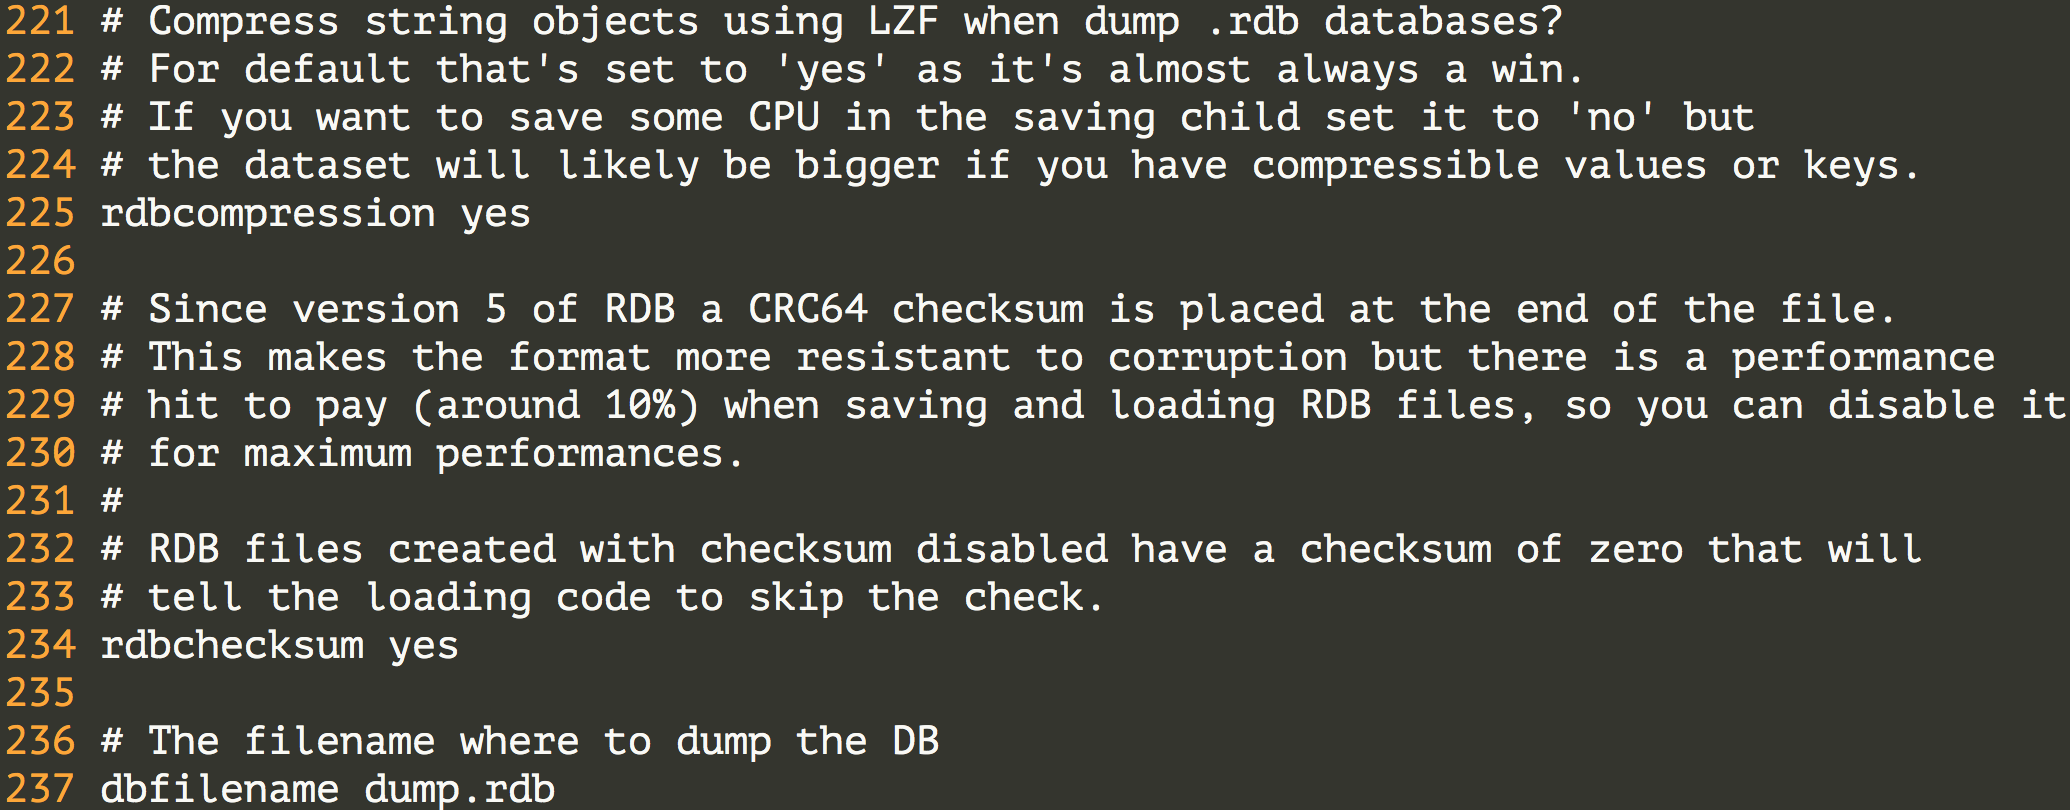 221 # Compress string objects using LZF when dump .rdb databases?
222 # For default that's set to 'yes' as it's almost always a win.
223 # If you want to save some CPU in the saving child set it to 'no' but
224 # the dataset will likely be bigger if you have compressible values or keys.
225 rdbcompression yes
226
227 # Since version 5 of RDB a CRC64 checksum is placed at the end of the file.
228 # This makes the format more resistant to corruption but there is a performance
229 # hit to pay (around 10%) when saving and loading RDB files, so you can disable it
230 # for maximum performances.
231 #
232 # RDB files created with checksum disabled have a checksum of zero that will
233 # tell the loading code to skip the check.
234 rdbchecksum yes
235
236 # The filename where to dump the DB
237 dbfilename dump.rdb